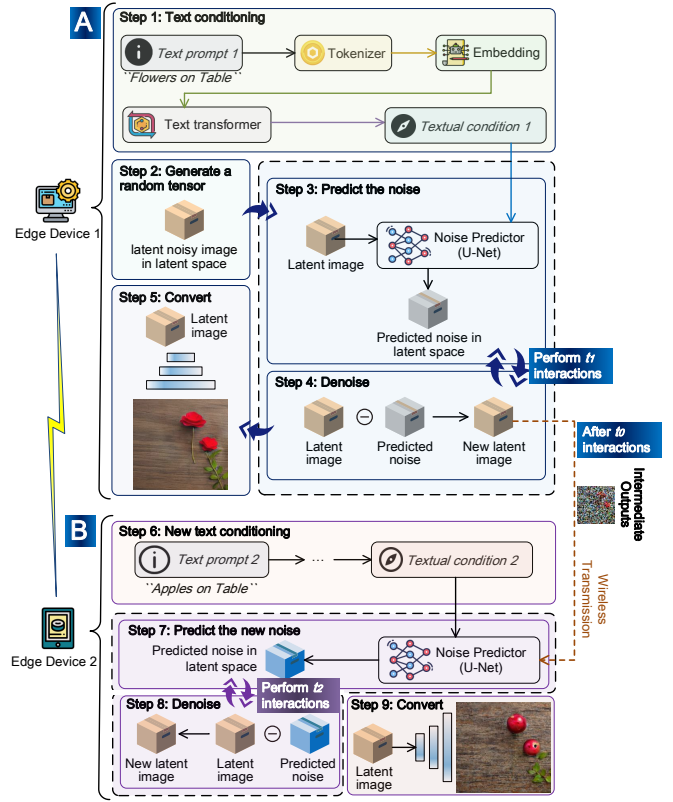 A
Step 1: Text conditioning
Text prompt 1
``Flowers on Table´´
Tokenizer
Embedding
Text transformer
Textual condition 1
Edge Device 1
Step 2: Generate a
random tensor
latent noisy image
in latent space
Step 3: Predict the noise
Latent image
Noise Predictor
(U-Net)
Predicted noise in
latent space
Perform t1
interactions
Step 5: Convert
Latent
image
Step 4: Denoise
Latent
image
Predicted
noise
New latent
image
After t0
interactions
Intermediate
Outputs
Wireless
Transmission
B
Step 6: New text conditioning
Text prompt 2
...
Textual condition 2
``Apples on Table´´
Edge Device 2
Step 7: Predict the new noise
Predicted noise in
latent space
Noise Predictor
(U-Net)
Perform t2
interactions
Step 8: Denoise
New latent
image
Latent
image
Predicted
noise
Step 9: Convert
Latent
image